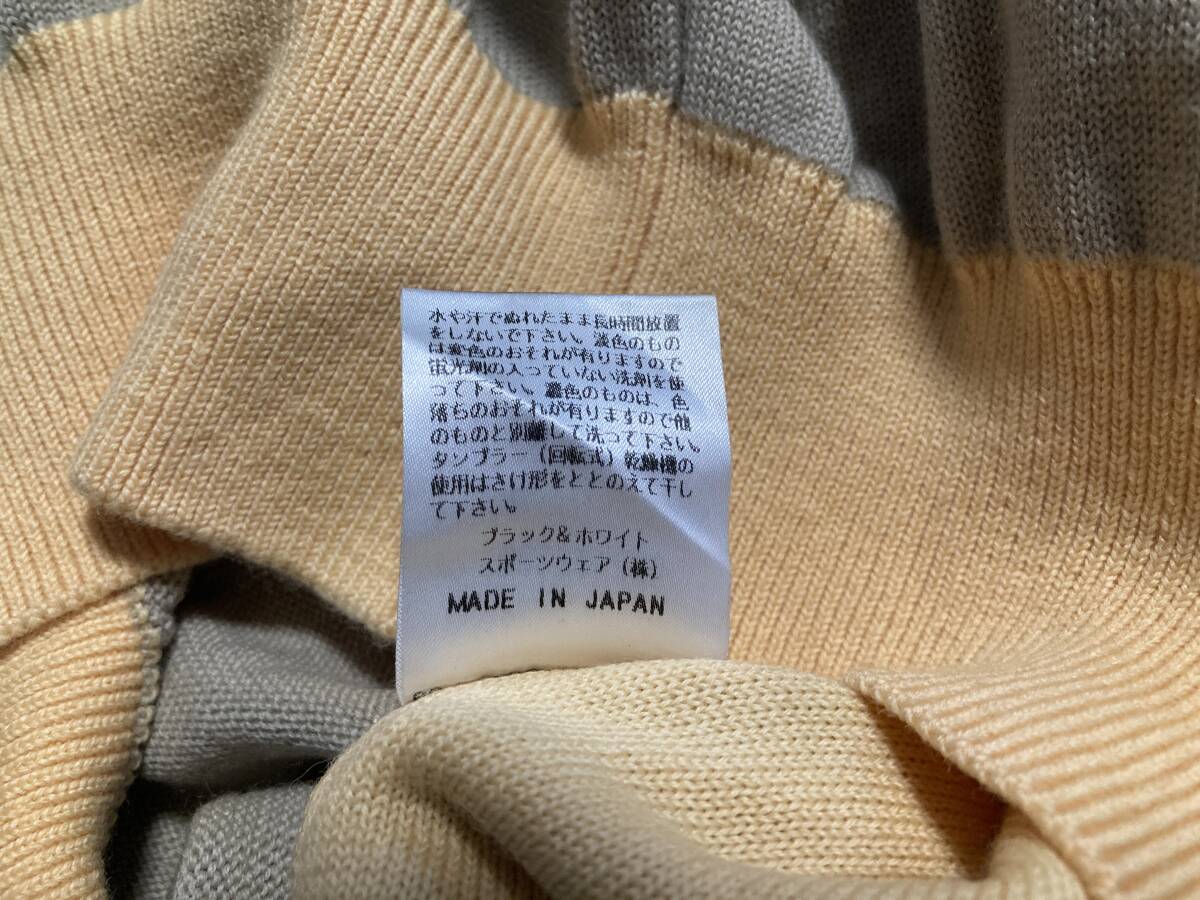 水や汗でぬれたまま長時間放置
をしないで下さい。淡色のもの
は変色のおそれが有りますので
蛍光剤の入っていない洗剤を使
って下さい。濃色のものは、色
落ちのおそれが有りますので他
のものと別離して洗って下さい。
タンブラー(回転式)乾燥機の
使用はさけ形をととのえて干し
て下さい。
ブラック&ホワイト
スポーツウェア(株)
MADE IN JAPAN